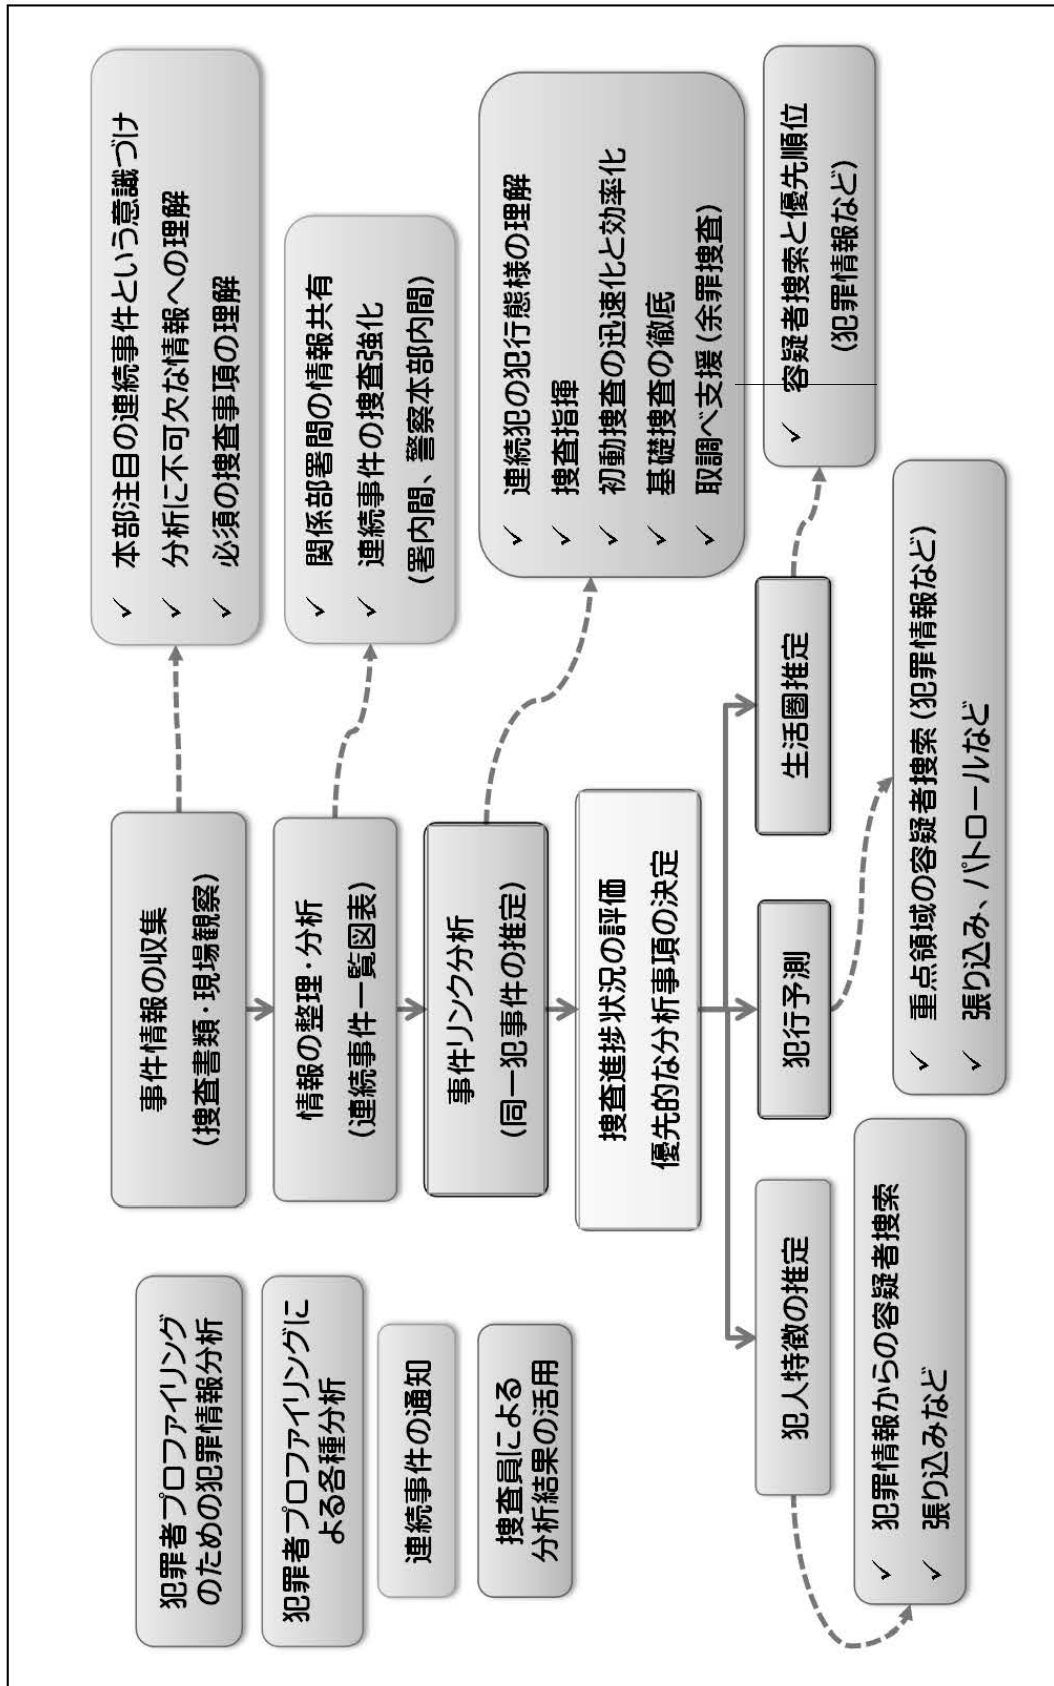 犯罪者プロファイリング
のための犯罪情報分析
犯罪者プロファイリングに
よる各種分析
連続事件の通知
捜査員による
分析結果の活用
事件情報の収集
(捜査書類・現場観察)
✓ 本部注目の連続事件という意識づけ
✓ 分析に不可欠な情報への理解
✓ 必須の捜査事項の理解
情報の整理・分析
(連続事件一覧図表)
✓ 関係部署間の情報共有
✓ 連続事件の捜査強化
(署内間、警察本部内間)
事件リンク分析
(同一犯事件の推定)
✓ 連続犯の犯行態様の理解
✓ 捜査指揮
✓ 初動捜査の迅速化と効率化
✓ 基礎捜査の徹底
✓ 取調べ支援(余罪捜査)
捜査進捗状況の評価
優先的な分析事項の決定
犯人特徴の推定
犯行予測
生活圏推定
✓ 犯罪情報からの容疑者捜索
✓ 張り込みなど
✓ 重点領域の容疑者捜索(犯罪情報など)
✓ 張り込み、パトロールなど
✓ 容疑者捜索と優先順位
(犯罪情報など)